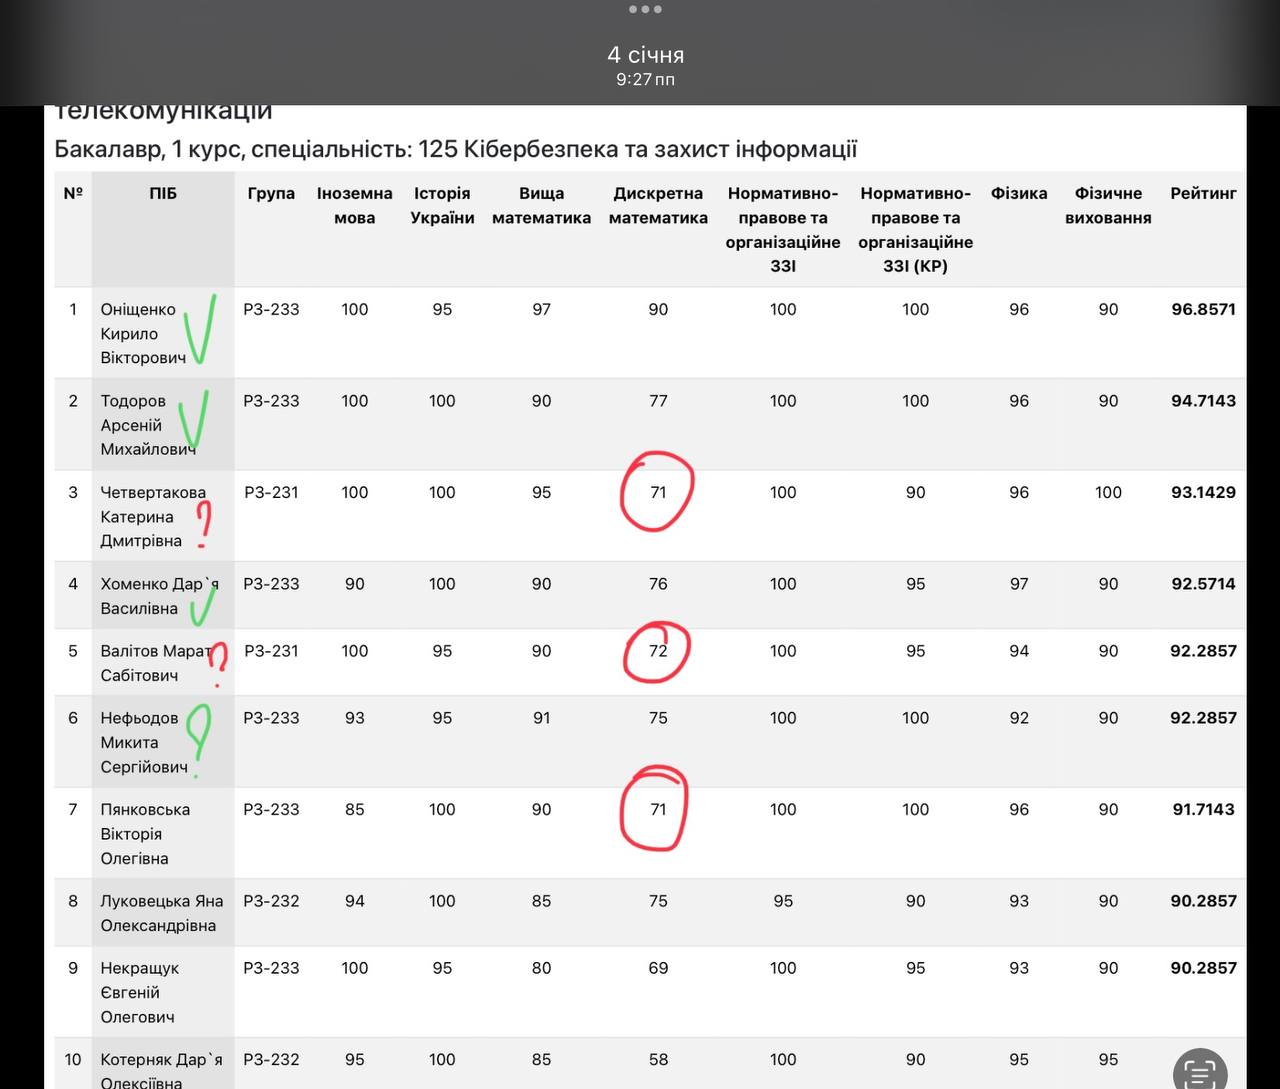 4 січня
9:27 пп
телекомунікацій
Бакалавр, 1 курс, спеціальність: 125 Кібербезпека та захист інформації
№ ПІБ Група Іноземна мова Історія України Вища математика Дискретна математика Нормативно-правове та організаційне ЗЗІ Нормативно-правове та організаційне ЗЗІ (КР) Фізика Фізичне виховання Рейтинг
1 Оніщенко Кирило Вікторович РЗ-233 100 95 97 90 100 100 96 90 96.8571
2 Тодоров Арсеній Михайлович РЗ-233 100 100 90 77 100 100 96 90 94.7143
3 Четвертакова Катерина Дмитрівна РЗ-231 100 100 95 71 100 90 96 100 93.1429
?
4 Хоменко Дар`я Василівна РЗ-233 90 100 90 76 100 95 97 90 92.5714
5 Валітов Марат Сабітович РЗ-231 100 95 90 72 100 95 94 90 92.2857
?
6 Нефьодов Микита Сергійович РЗ-233 93 95 91 75 100 100 92 90 92.2857
?
7 Пянковська Вікторія Олегівна РЗ-233 85 100 90 71 100 100 96 90 91.7143
8 Луковецька Яна Олександрівна РЗ-232 94 100 85 75 95 90 93 90 90.2857
9 Некращук Євгеній Олегович РЗ-233 100 95 80 69 100 95 93 90 90.2857
10 Котерняк Дар`я Олексіївна РЗ-232 95 100 85 58 100 90 95 95